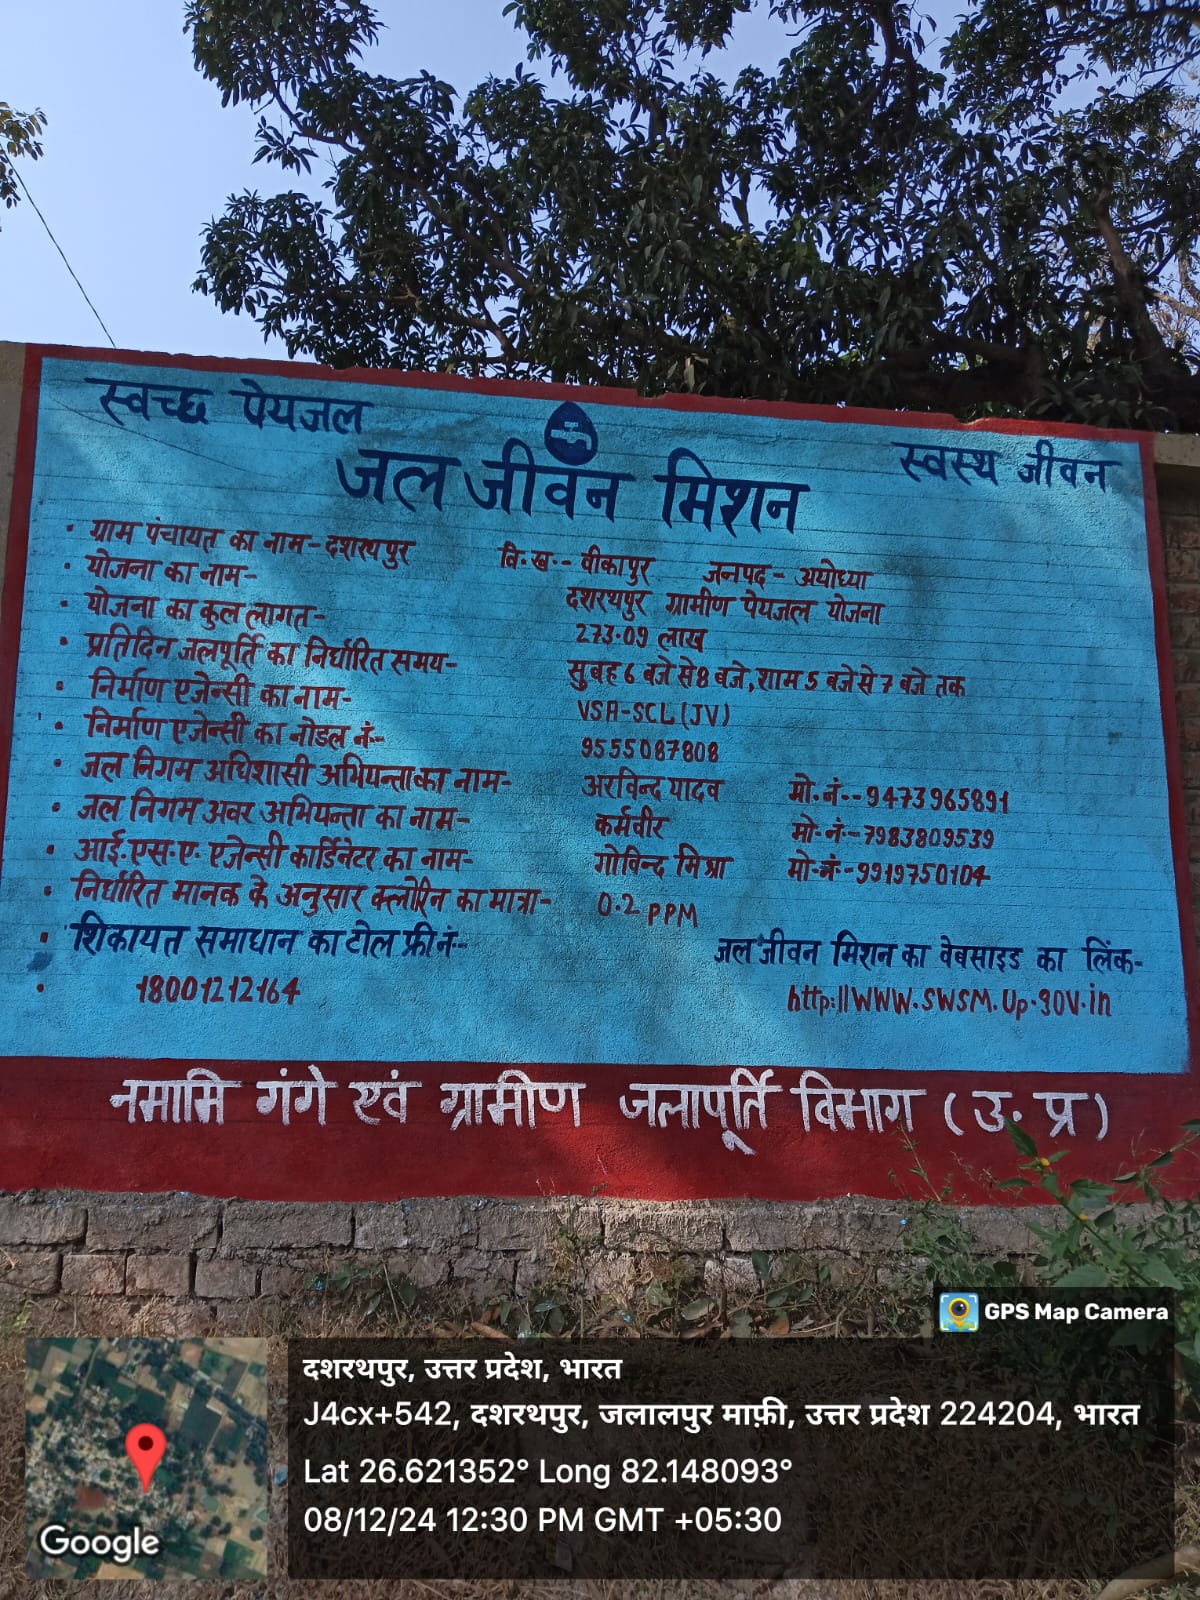 स्वच्छ पेयजल
स्वस्थ जीवन
जल जीवन मिशन
• ग्राम पंचायत का नाम- दशरथपुर वि.ख.- बीकापुर जनपद- अयोध्या
• योजना का नाम- दशरथपुर ग्रामीण पेयजल योजना
• योजना का कुल लागत- 273.09 लाख
• प्रतिदिन जलपूर्ति का निर्धारित समय- सुबह 6 बजे से 8 बजे, शाम 5 बजे से 7 बजे तक
• निर्माण एजेन्सी का नाम- VSA-SCL (JV)
• निर्माण एजेन्सी का नोडल नं- 9555087808
• जल निगम अधिशासी अभियन्ता का नाम- अरविन्द यादव मो.नं.-9473965891
• जल निगम अवर अभियन्ता का नाम- कर्मवीर मो.नं.-7983809539
• आई.एस.ए. एजेन्सी कार्डिनेटर का नाम- गोविन्द मिश्रा मो.नं.-9919750104
• निर्धारित मानक के अनुसार क्लोरिन का मात्रा- 0.2 PPM
• शिकायत समाधान का टोल फ्री नं.- जल जीवन मिशन का वेबसाइड का लिंक-
• 18001212164 http://WWW.SWSM.Up.gov.in
नमामि गंगे एवं ग्रामीण जलापूर्ति विभाग (उ. प्र)
GPS Map Camera
दशरथपुर, उत्तर प्रदेश, भारत
J4cx+542, दशरथपुर, जलालपुर माफ़ी, उत्तर प्रदेश 224204, भारत
Lat 26.621352° Long 82.148093°
08/12/24 12:30 PM GMT +05:30
Google